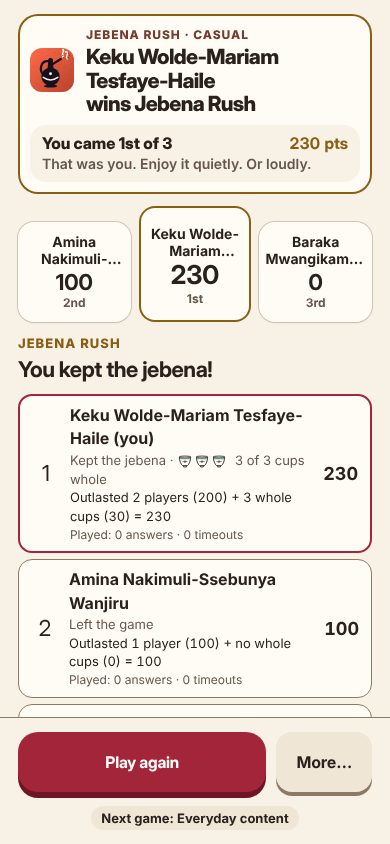 JEBENA RUSH · CASUAL
Keku Wolde-Mariam
Tesfaye-Haile
wins Jebena Rush
You came 1st of 3
230 pts
That was you. Enjoy it quietly. Or loudly.
Amina
Nakimuli-...
100
2nd
Keku Wolde-
Mariam...
230
1st
Baraka
Mwangikam...
0
3rd
JEBENA RUSH
You kept the jebena!
1
Keku Wolde-Mariam Tesfaye-
Haile (you)
Kept the jebena · 3 of 3 cups
whole
Outlasted 2 players (200) + 3 whole
cups (30) = 230
Played: 0 answers · 0 timeouts
230
2
Amina Nakimuli-Ssebunya
Wanjiru
Left the game
Outlasted 1 player (100) + no whole
cups (0) = 100
Played: 0 answers · 0 timeouts
100
Play again
More...
Next game: Everyday content